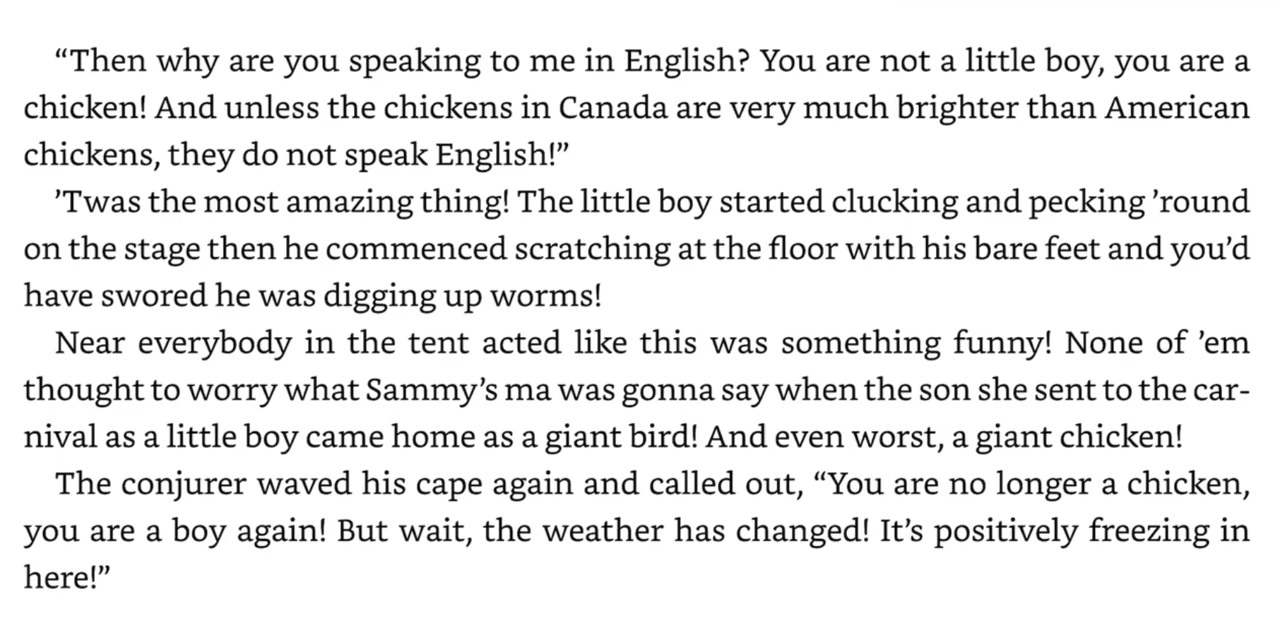 “Then why are you speaking to me in English? You are not a little boy, you are a
chicken! And unless the chickens in Canada are very much brighter than American
chickens, they do not speak English!”
’Twas the most amazing thing! The little boy started clucking and pecking ’round
on the stage then he commenced scratching at the floor with his bare feet and you’d
have swored he was digging up worms!
Near everybody in the tent acted like this was something funny! None of ’em
thought to worry what Sammy’s ma was gonna say when the son she sent to the car-
nival as a little boy came home as a giant bird! And even worst, a giant chicken!
The conjurer waved his cape again and called out, “You are no longer a chicken,
you are a boy again! But wait, the weather has changed! It’s positively freezing in
here!”